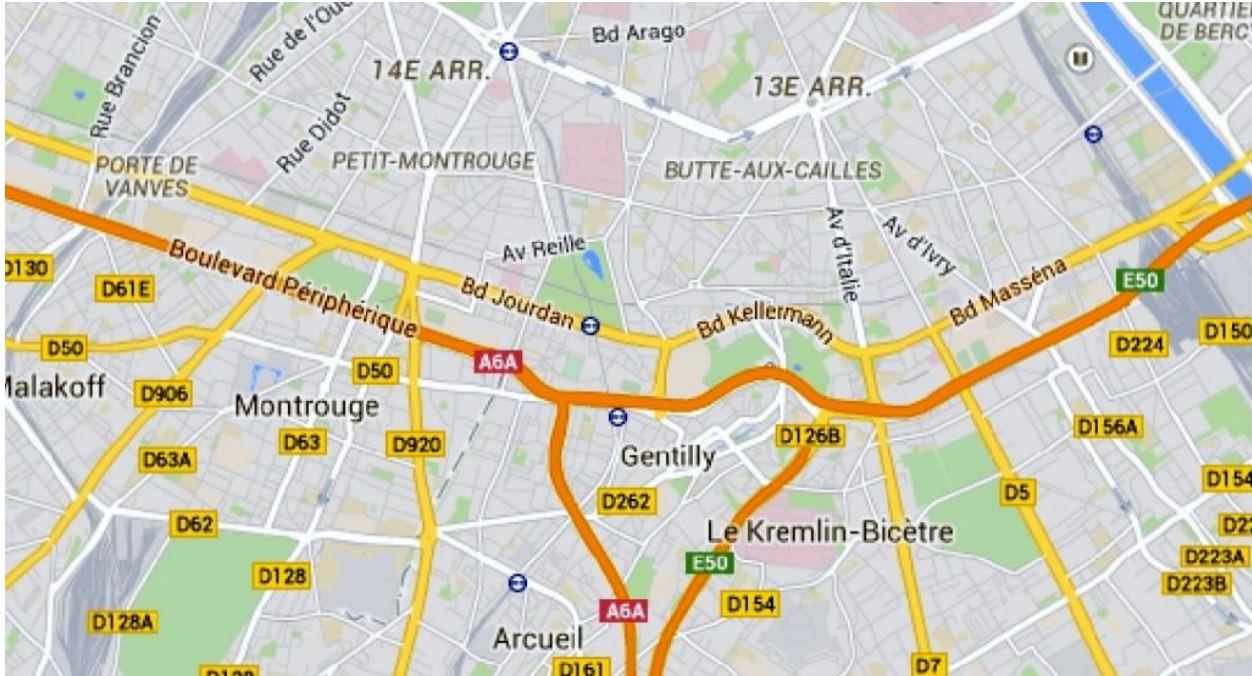 QUARTIER
DE BERCY
Rue Brancion
Rue de l'Oue
Bd Arago
14E ARR.
13E ARR.
Rue Didot
PORTE DE
VANVES
PETIT-MONTROUGE
BUTTE-AUX-CAILLES
Av Reille
Av d'Italie
Av d'Ivry
D130
D61E
Boulevard Périphérique
Bd Jourdan
Bd Kellermann
Bd Masséna
E50
D50
A6A
D50
D224
D150
Malakoff
D906
Montrouge
D63
D920
D63A
Gentilly
D126B
D156A
D262
D5
D154
D62
Le Kremlin-Bicètre
E50
D223A
D223B
D128
D128A
A6A
D154
Arcueil
D161
D7